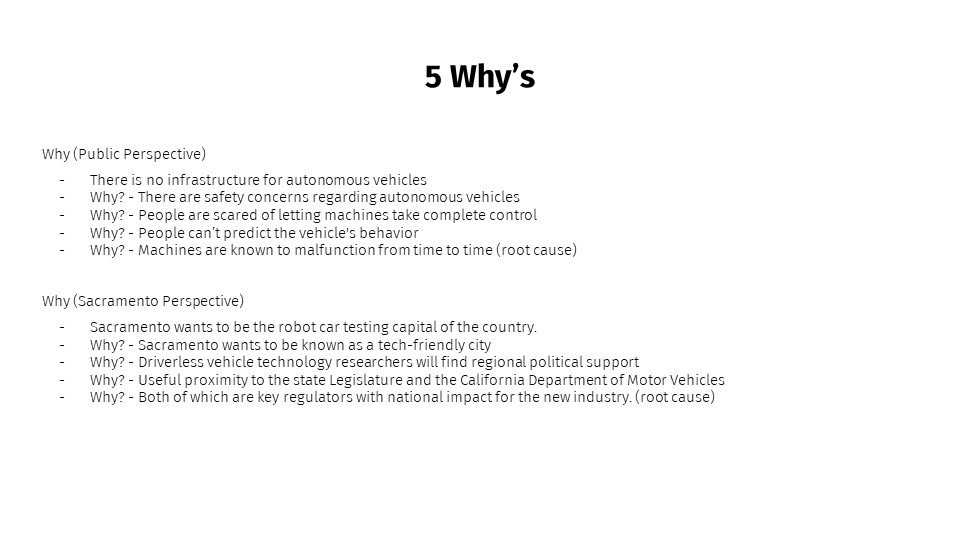 5 Why’s
Why (Public Perspective)
- There is no infrastructure for autonomous vehicles
- Why? - There are safety concerns regarding autonomous vehicles
- Why? - People are scared of letting machines take complete control
- Why? - People can’t predict the vehicle's behavior
- Why? - Machines are known to malfunction from time to time (root cause)
Why (Sacramento Perspective)
- Sacramento wants to be the robot car testing capital of the country.
- Why? - Sacramento wants to be known as a tech-friendly city
- Why? - Driverless vehicle technology researchers will find regional political support
- Why? - Useful proximity to the state Legislature and the California Department of Motor Vehicles
- Why? - Both of which are key regulators with national impact for the new industry. (root cause)